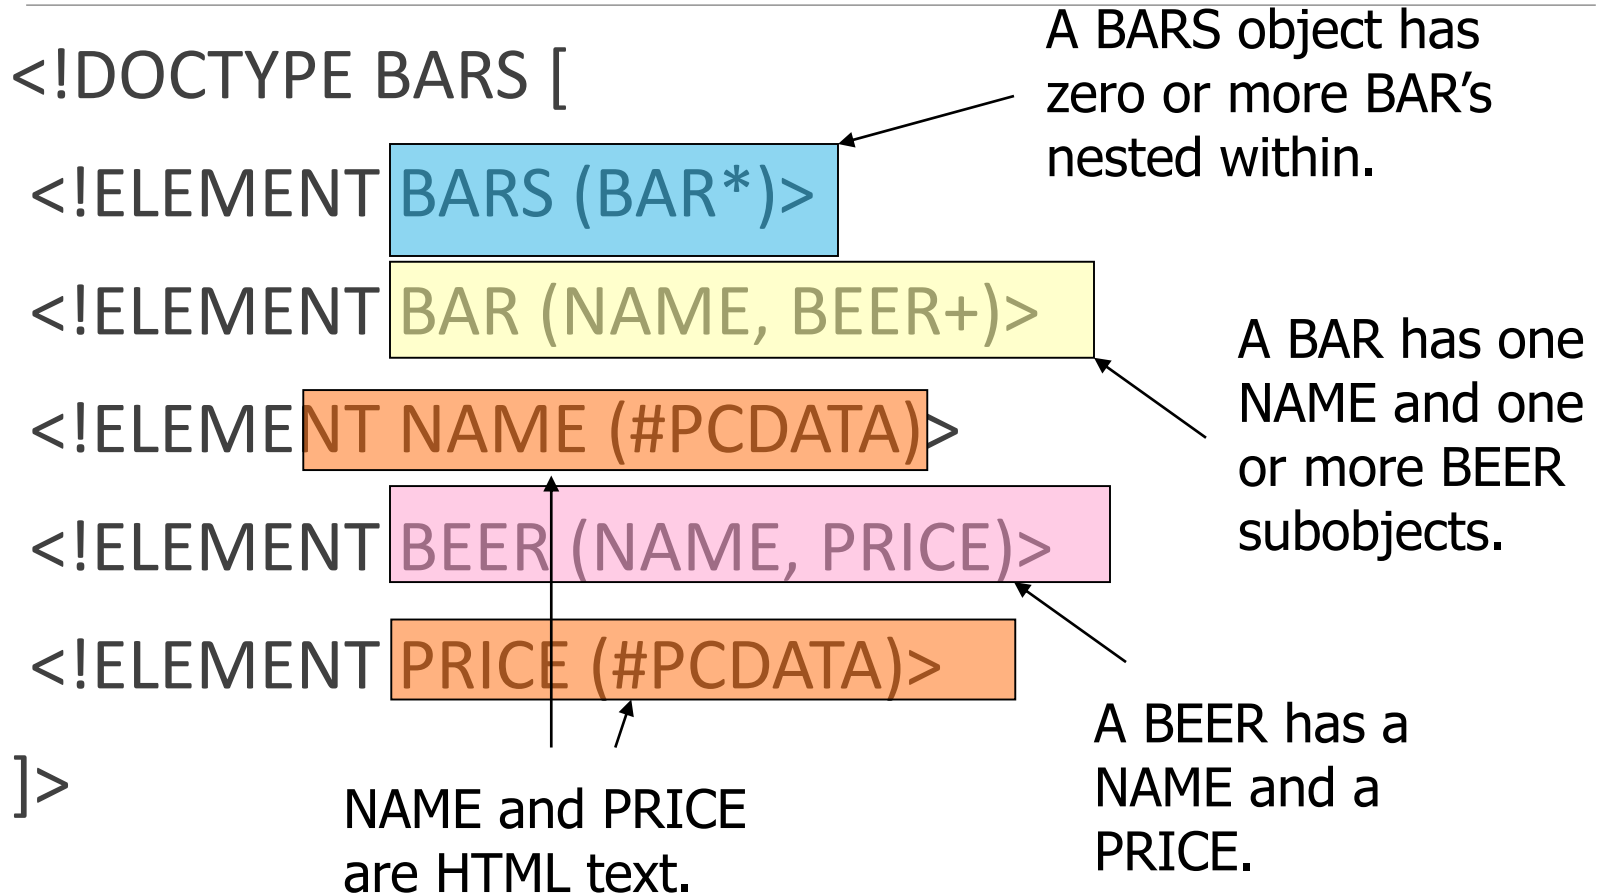 <!DOCTYPE BARS [
<!ELEMENT BARS (BAR*)>
<!ELEMENT BAR (NAME, BEER+)>
<!ELEMENT NAME (#PCDATA)>
<!ELEMENT BEER (NAME, PRICE)>
<!ELEMENT PRICE (#PCDATA)>
]>
A BARS object has
zero or more BAR’s
nested within.
A BAR has one
NAME and one
or more BEER
subobjects.
A BEER has a
NAME and a
PRICE.
NAME and PRICE
are HTML text.